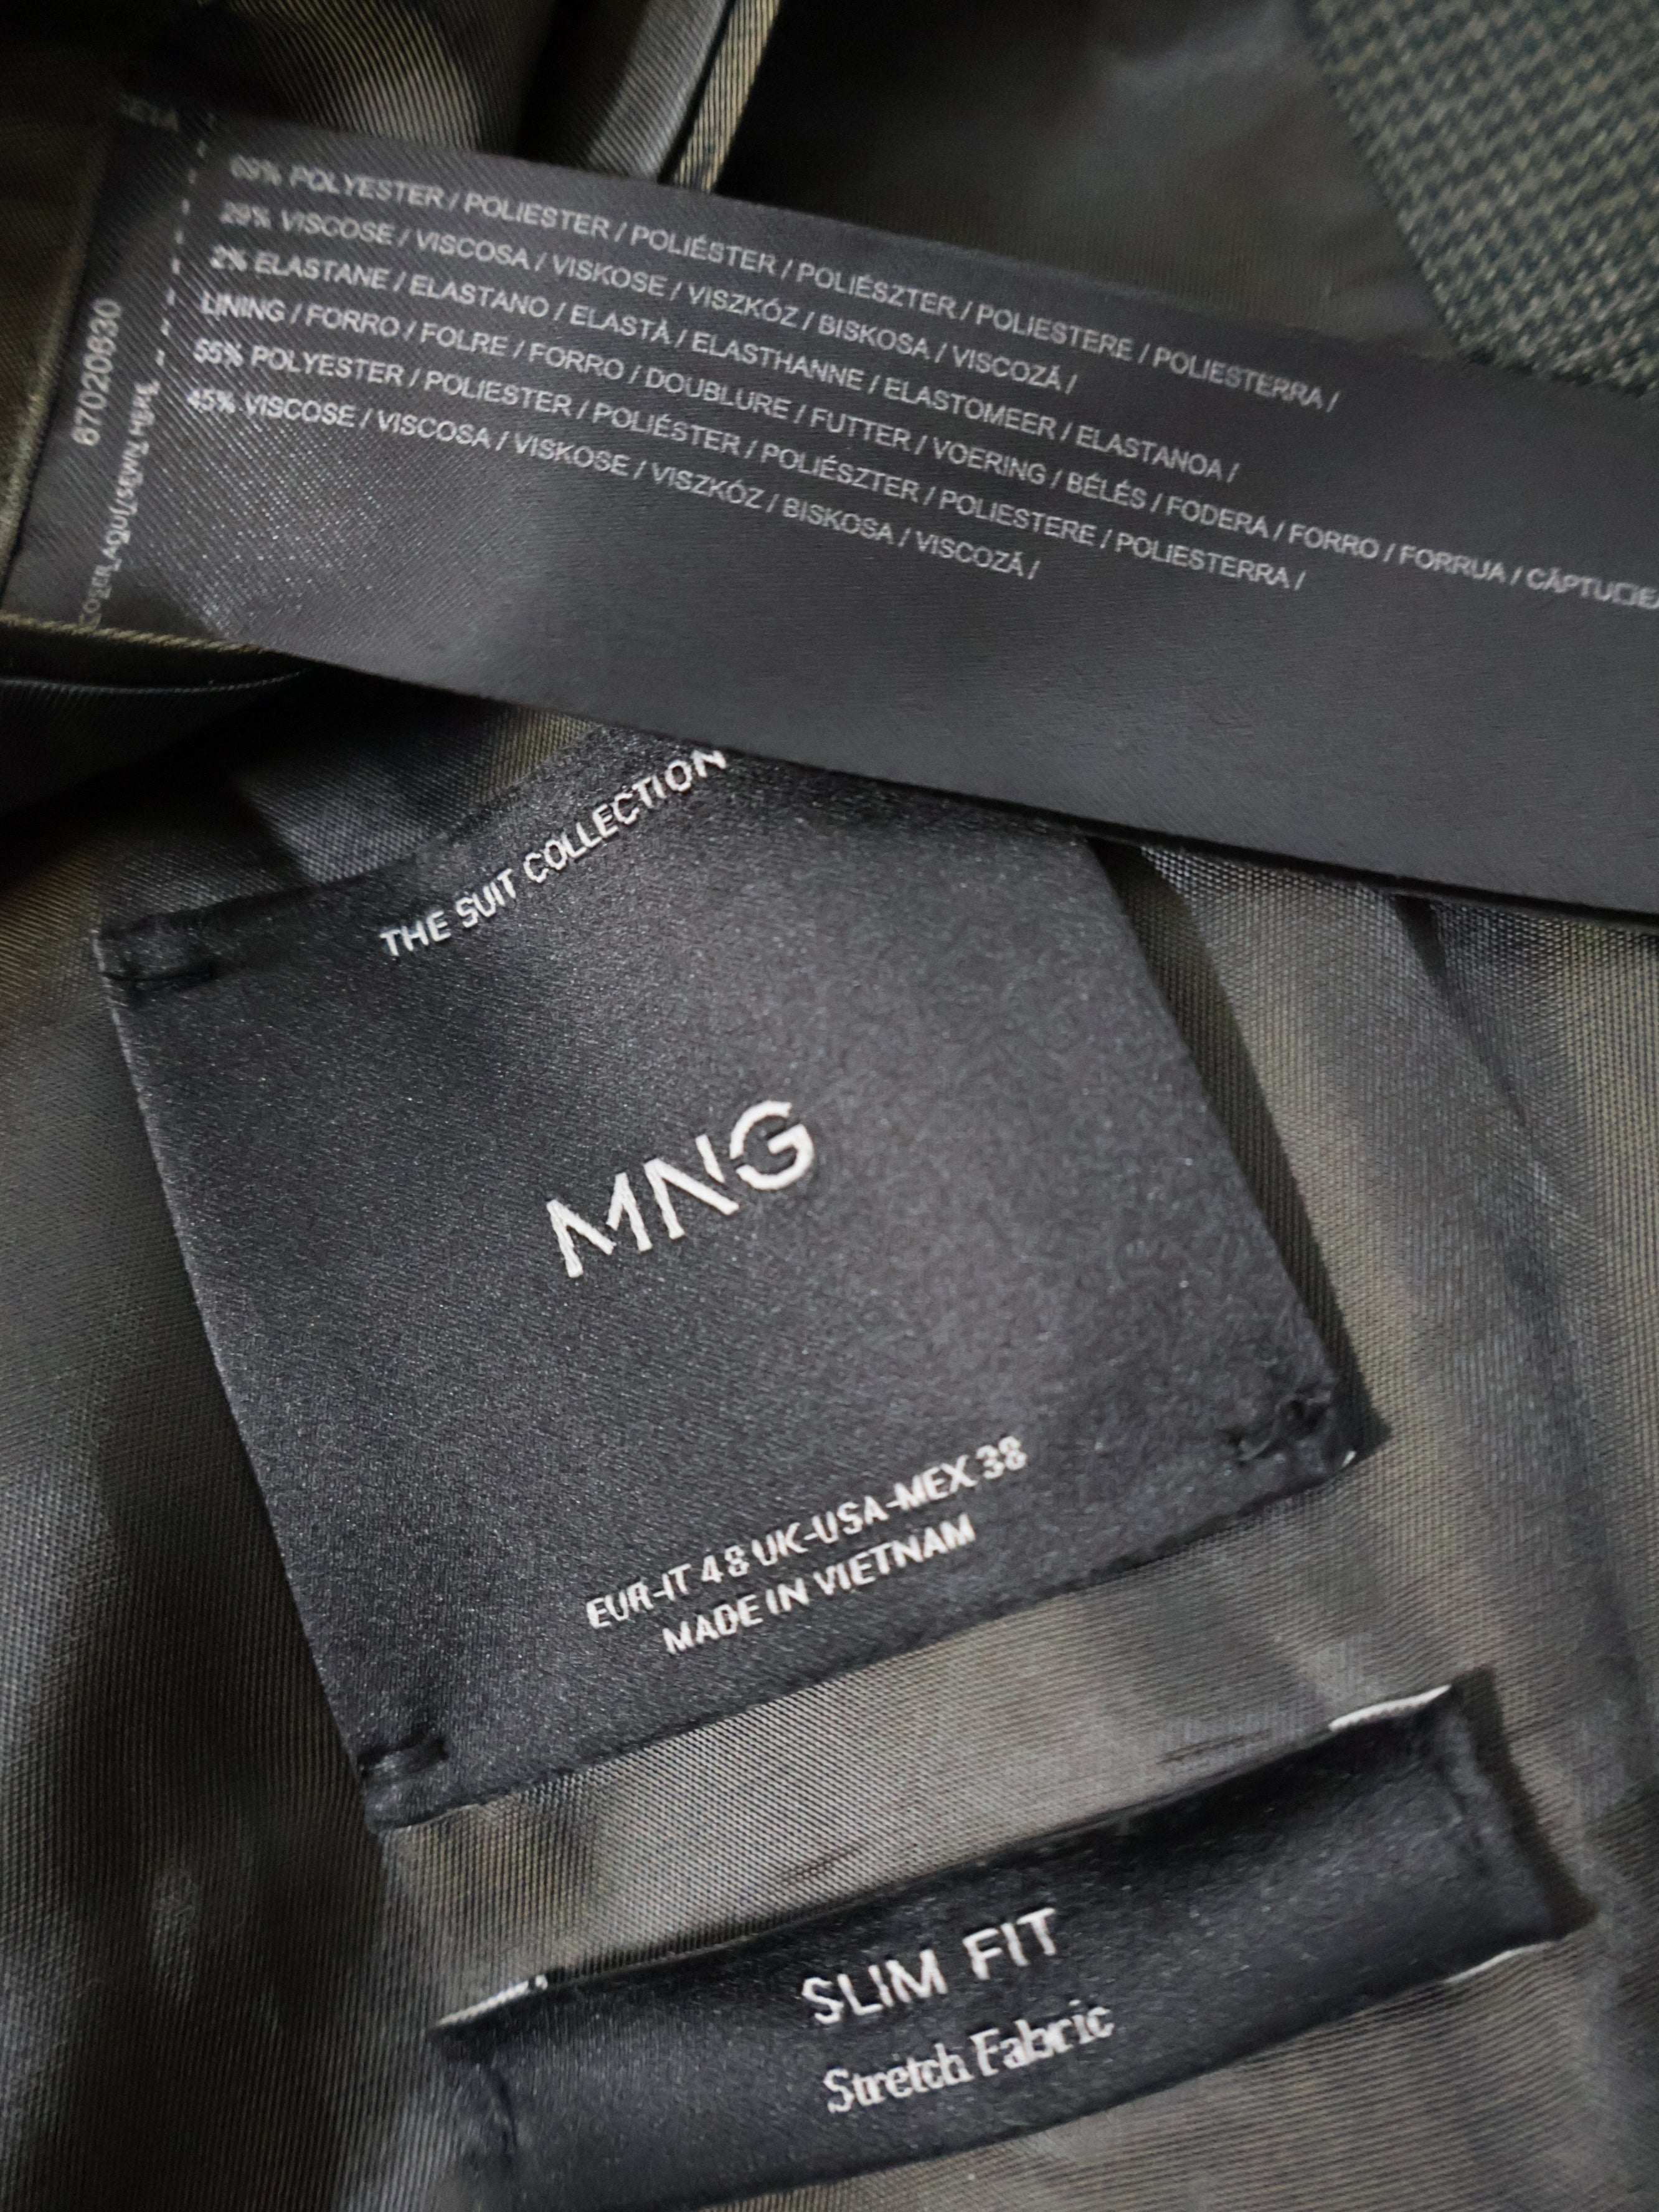 69% POLYESTER / POLIESTER / POLIÉSTER / POLIÉSZTER / POLIESTERE / POLIESTERRA /
29% VISCOSE / VISCOSA / VISKOSE / VISZKÓZ / BISKOSA / VISCOZĂ /
2% ELASTANE / ELASTANO / ELASTÀ / ELASTHANNE / ELASTOMEER / ELASTANOA /
LINING / FORRO / FOLRE / FORRO / DOUBLURE / FUTTER / VOERING / BÉLÉS / FODERA / FORRO / FORRUA /
55% POLYESTER / POLIESTER / POLIÉSTER / POLIÉSZTER / POLIESTERE / POLIESTERRA /
45% VISCOSE / VISCOSA / VISKOSE / VISZKÓZ / BISKOSA / VISCOZĂ /
87020630
THE SUIT COLLECTION
MNG
EUR-IT 48 UK-USA-MEX 38
MADE IN VIETNAM
SLIM FIT
Stretch Fabric